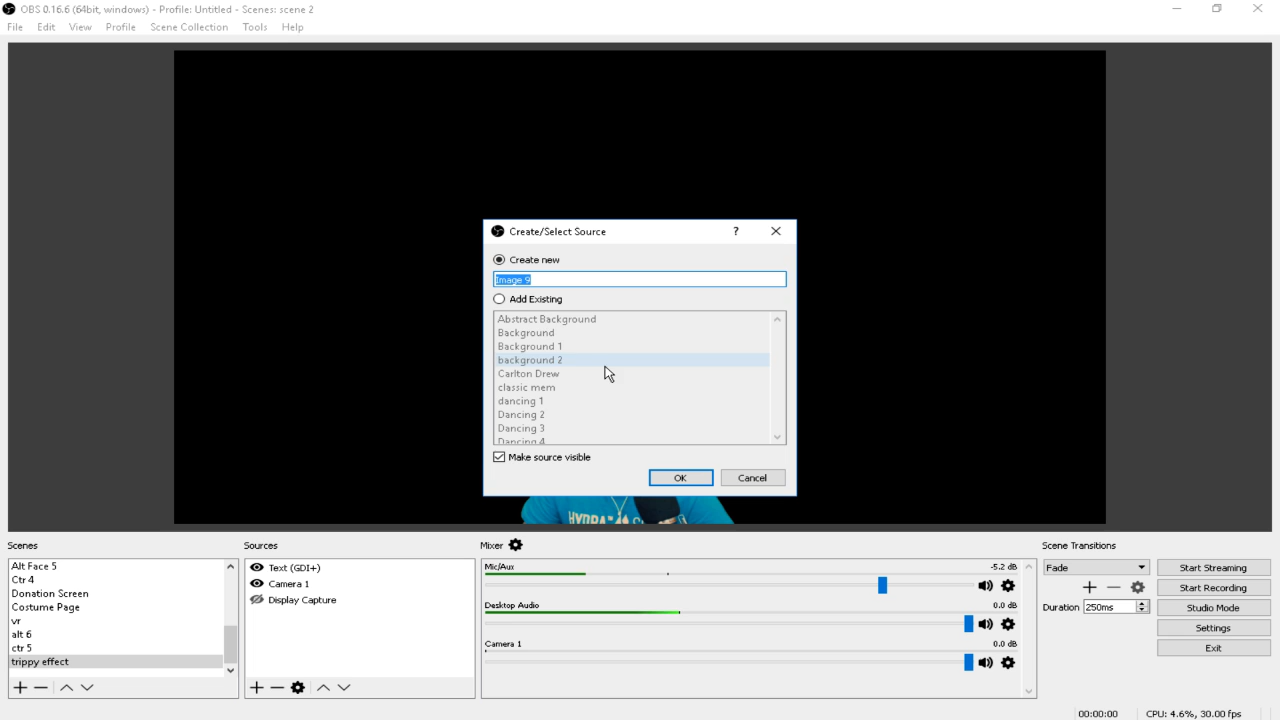 OBS 0.16.6 (64bit, windows) - Profile: Untitled - Scenes: scene 2
File Edit View Profile Scene Collection Tools Help
Create/Select Source ?
Create new
Image 9
Add Existing
Abstract Background
Background
Background 1
background 2
Carlton Drew
classic mem
dancing 1
Dancing 2
Dancing 3
Dancing 4
Make source visible
OK Cancel
Scenes
Alt Face 5
Ctr 4
Donation Screen
Costume Page
vr
alt 6
ctr 5
trippy effect
Sources
Text (GDI+)
Camera 1
Display Capture
Mixer
Mic/Aux -5.2 dB
Desktop Audio 0.0 dB
Camera 1 0.0 dB
Scene Transitions
Fade
Duration 250ms
Start Streaming
Start Recording
Studio Mode
Settings
Exit
00:00:00 CPU: 4.6%, 30.00 fps